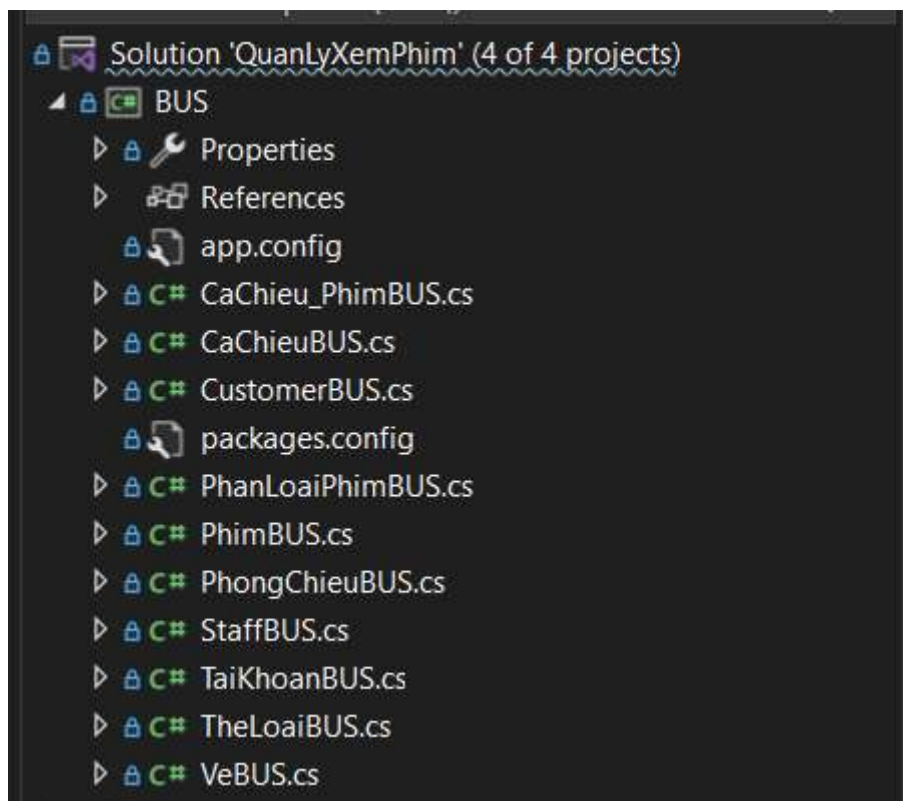 Solution 'QuanLyXemPhim' (4 of 4 projects)
C# BUS
Properties
References
app.config
C# CaChieu_PhimBUS.cs
C# CaChieuBUS.cs
C# CustomerBUS.cs
packages.config
C# PhanLoaiPhimBUS.cs
C# PhimBUS.cs
C# PhongChieuBUS.cs
C# StaffBUS.cs
C# TaiKhoanBUS.cs
C# TheLoaiBUS.cs
C# VeBUS.cs